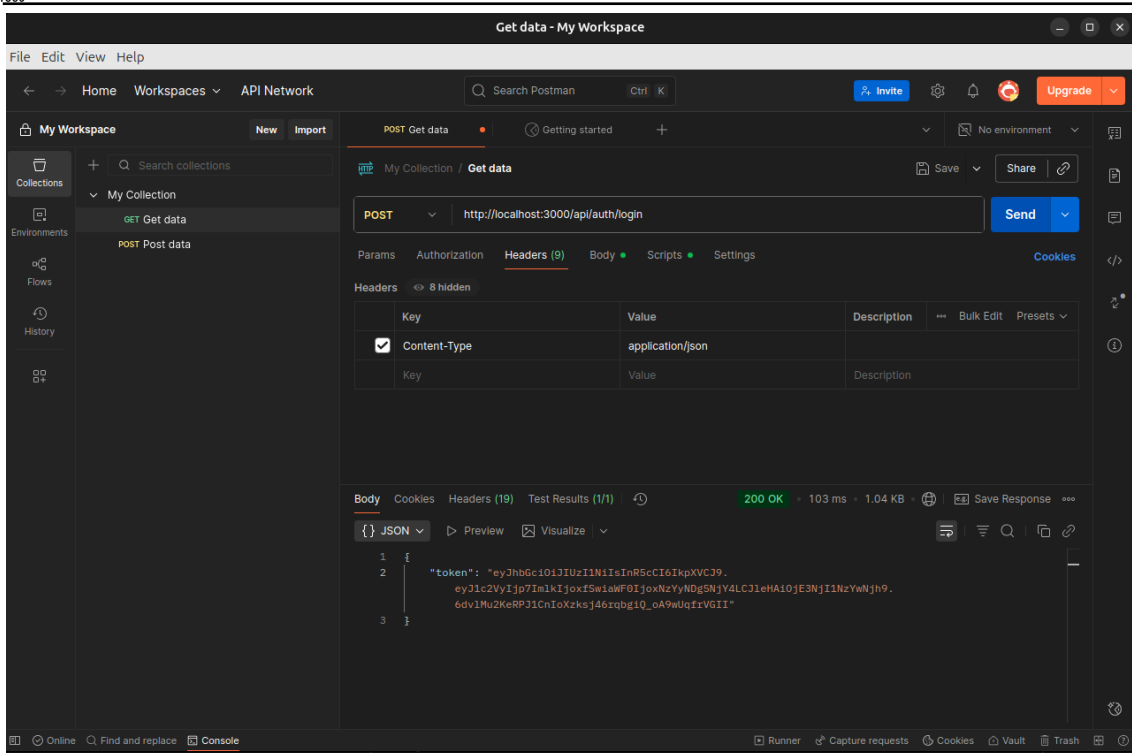 Get data - My Workspace
File Edit View Help
Home Workspaces API Network
Search Postman Ctrl K
Invite
Upgrade
My Workspace New Import
POST Get data
Getting started
No environment
Collections
Search collections
My Collection / Get data
Save
Share
My Collection
GET Get data
POST Post data
Environments
Flows
History
POST http://localhost:3000/api/auth/login
Send
Params Authorization Headers (9) Body Scripts Settings
Cookies
Headers 8 hidden
Key Value Description Bulk Edit Presets
Content-Type application/json
Key Value Description
Body Cookies Headers (19) Test Results (1/1)
200 OK 103 ms 1.04 KB Save Response
{} JSON Preview Visualize
1 {
2 "token": "eyJhbGciOiJIUzI1NiIsInR5cCI6IkpXVCJ9.
eyJ1c2VyIjp7ImlkIjoxfSwiaWF0IjoxNzYyNDg5NjY4LCJleHAiOjE3NjI1NzYwNjh9.
6dvlMu2KeRPJ1CnIoXzksj46rqbgiQ_oA9wUqfrVGII"
3 }
Online Find and replace Console
Runner Capture requests Cookies Vault Trash